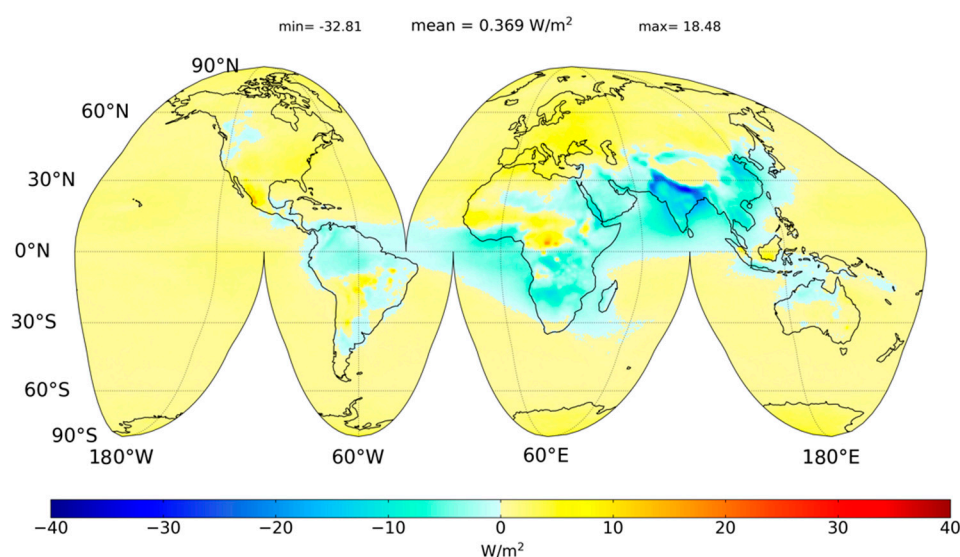 min= -32.81 mean = 0.369 W/m² max= 18.48
90°N
60°N
30°N
0°N
30°S
60°S
90°S
180°W 60°W 60°E 180°E
−40 −30 −20 −10 0 10 20 30 40
W/m²